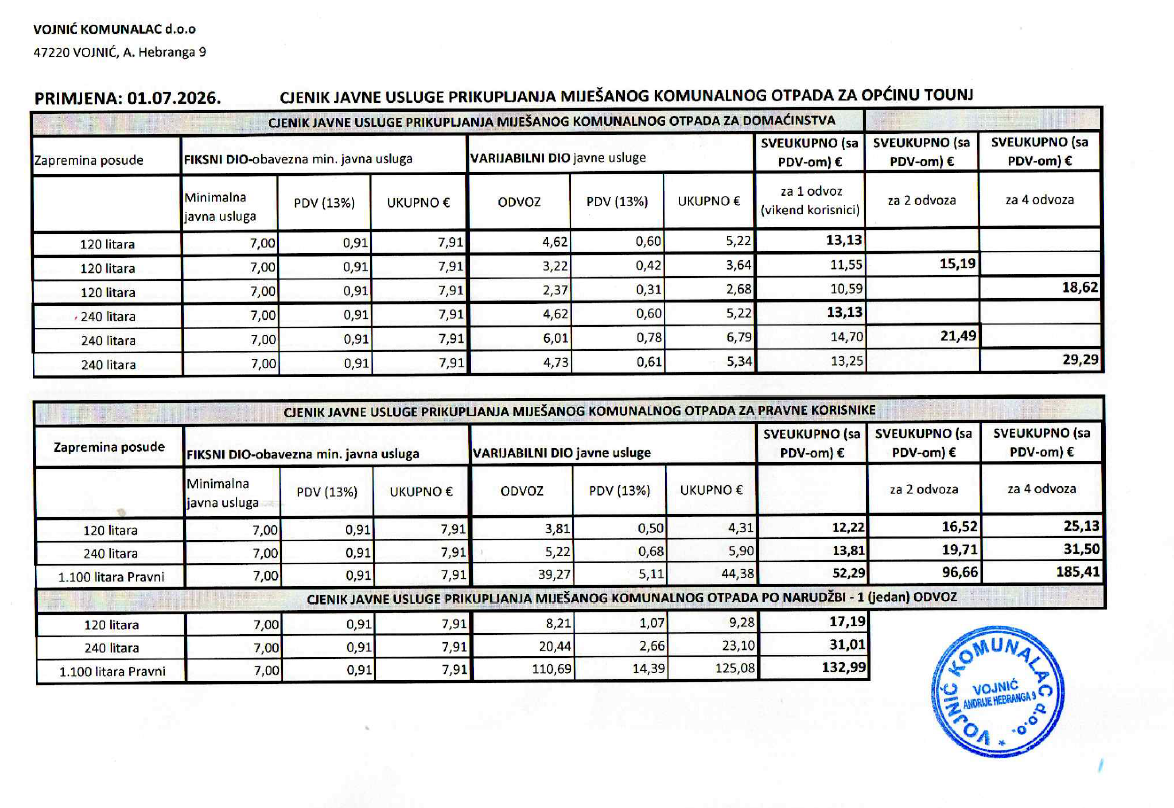 VOJNIĆ KOMUNALAC d.o.o
47220 VOJNIĆ, A. Hebranga 9
PRIMJENA: 01.07.2026. CJENIK JAVNE USLUGE PRIKUPLJANJA MIJEŠANOG KOMUNALNOG OTPADA ZA OPĆINU TOUNJ
CJENIK JAVNE USLUGE PRIKUPLJANJA MIJEŠANOG KOMUNALNOG OTPADA ZA DOMAĆINSTVA
Zapremina posude FIKSNI DIO-obavezna min. javna usluga VARIJABILNI DIO javne usluge SVEUKUPNO (sa PDV-om) € SVEUKUPNO (sa PDV-om) € SVEUKUPNO (sa PDV-om) €
Minimalna javna usluga PDV (13%) UKUPNO € ODVOZ PDV (13%) UKUPNO € za 1 odvoz (vikend korisnici) za 2 odvoza za 4 odvoza
120 litara 7,00 0,91 7,91 4,62 0,60 5,22 13,13
120 litara 7,00 0,91 7,91 3,22 0,42 3,64 11,55 15,19
120 litara 7,00 0,91 7,91 2,37 0,31 2,68 10,59 18,62
240 litara 7,00 0,91 7,91 4,62 0,60 5,22 13,13
240 litara 7,00 0,91 7,91 6,01 0,78 6,79 14,70 21,49
240 litara 7,00 0,91 7,91 4,73 0,61 5,34 13,25 29,29
CJENIK JAVNE USLUGE PRIKUPLJANJA MIJEŠANOG KOMUNALNOG OTPADA ZA PRAVNE KORISNIKE
Zapremina posude FIKSNI DIO-obavezna min. javna usluga VARIJABILNI DIO javne usluge SVEUKUPNO (sa PDV-om) € SVEUKUPNO (sa PDV-om) € SVEUKUPNO (sa PDV-om) €
Minimalna javna usluga PDV (13%) UKUPNO € ODVOZ PDV (13%) UKUPNO € za 2 odvoza za 4 odvoza
120 litara 7,00 0,91 7,91 3,81 0,50 4,31 12,22 16,52 25,13
240 litara 7,00 0,91 7,91 5,22 0,68 5,90 13,81 19,71 31,50
1.100 litara Pravni 7,00 0,91 7,91 39,27 5,11 44,38 52,29 96,66 185,41
CJENIK JAVNE USLUGE PRIKUPLJANJA MIJEŠANOG KOMUNALNOG OTPADA PO NARUDŽBI - 1 (jedan) ODVOZ
120 litara 7,00 0,91 7,91 8,21 1,07 9,28 17,19
240 litara 7,00 0,91 7,91 20,44 2,66 23,10 31,01
1.100 litara Pravni 7,00 0,91 7,91 110,69 14,39 125,08 132,99
VOJNIĆ KOMUNALAC d.o.o. *
VOJNIĆ
ANDRIJE HEBRANGA 9